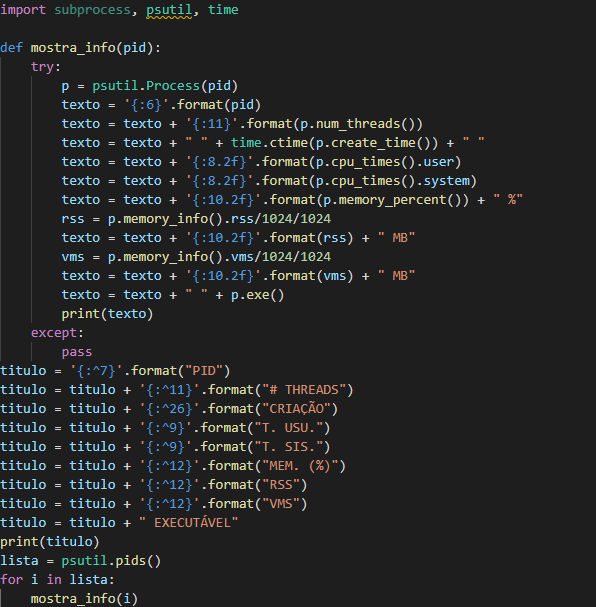 import subprocess, psutil, time
def mostra_info(pid):
    try:
        p = psutil.Process(pid)
        texto = '{:6}'.format(pid)
        texto = texto + '{:11}'.format(p.num_threads())
        texto = texto + " " + time.ctime(p.create_time()) + " "
        texto = texto + '{:8.2f}'.format(p.cpu_times().user)
        texto = texto + '{:8.2f}'.format(p.cpu_times().system)
        texto = texto + '{:10.2f}'.format(p.memory_percent()) + " %"
        rss = p.memory_info().rss/1024/1024
        texto = texto + '{:10.2f}'.format(rss) + " MB"
        vms = p.memory_info().vms/1024/1024
        texto = texto + '{:10.2f}'.format(vms) + " MB"
        texto = texto + " " + p.exe()
        print(texto)
    except:
        pass
titulo = '{:^7}'.format("PID")
titulo = titulo + '{:^11}'.format("# THREADS")
titulo = titulo + '{:^26}'.format("CRIAÇÃO")
titulo = titulo + '{:^9}'.format("T. USU.")
titulo = titulo + '{:^9}'.format("T. SIS.")
titulo = titulo + '{:^12}'.format("MEM. (%)")
titulo = titulo + '{:^12}'.format("RSS")
titulo = titulo + '{:^12}'.format("VMS")
titulo = titulo + " EXECUTÁVEL"
print(titulo)
lista = psutil.pids()
for i in lista:
    mostra_info(i)